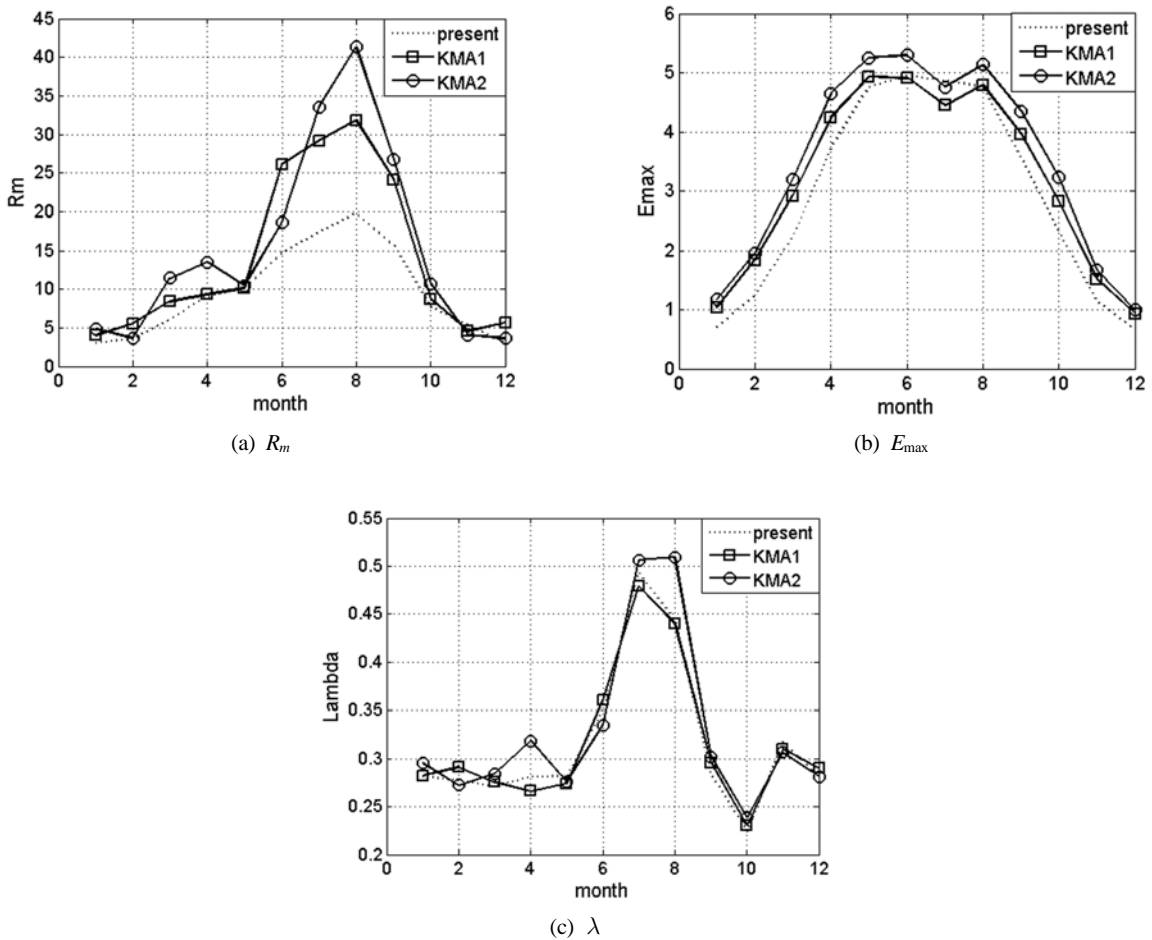 45
40
35
30
25
20
15
10
5
0
0
2
4
6
8
10
12
Rm
month
present
KMA1
KMA2
(a) Rm
6
5
4
3
2
1
0
0
2
4
6
8
10
12
Emax
month
present
KMA1
KMA2
(b) Emax
0.55
0.5
0.45
0.4
0.35
0.3
0.25
0.2
0
2
4
6
8
10
12
Lambda
month
present
KMA1
KMA2
(c) λ